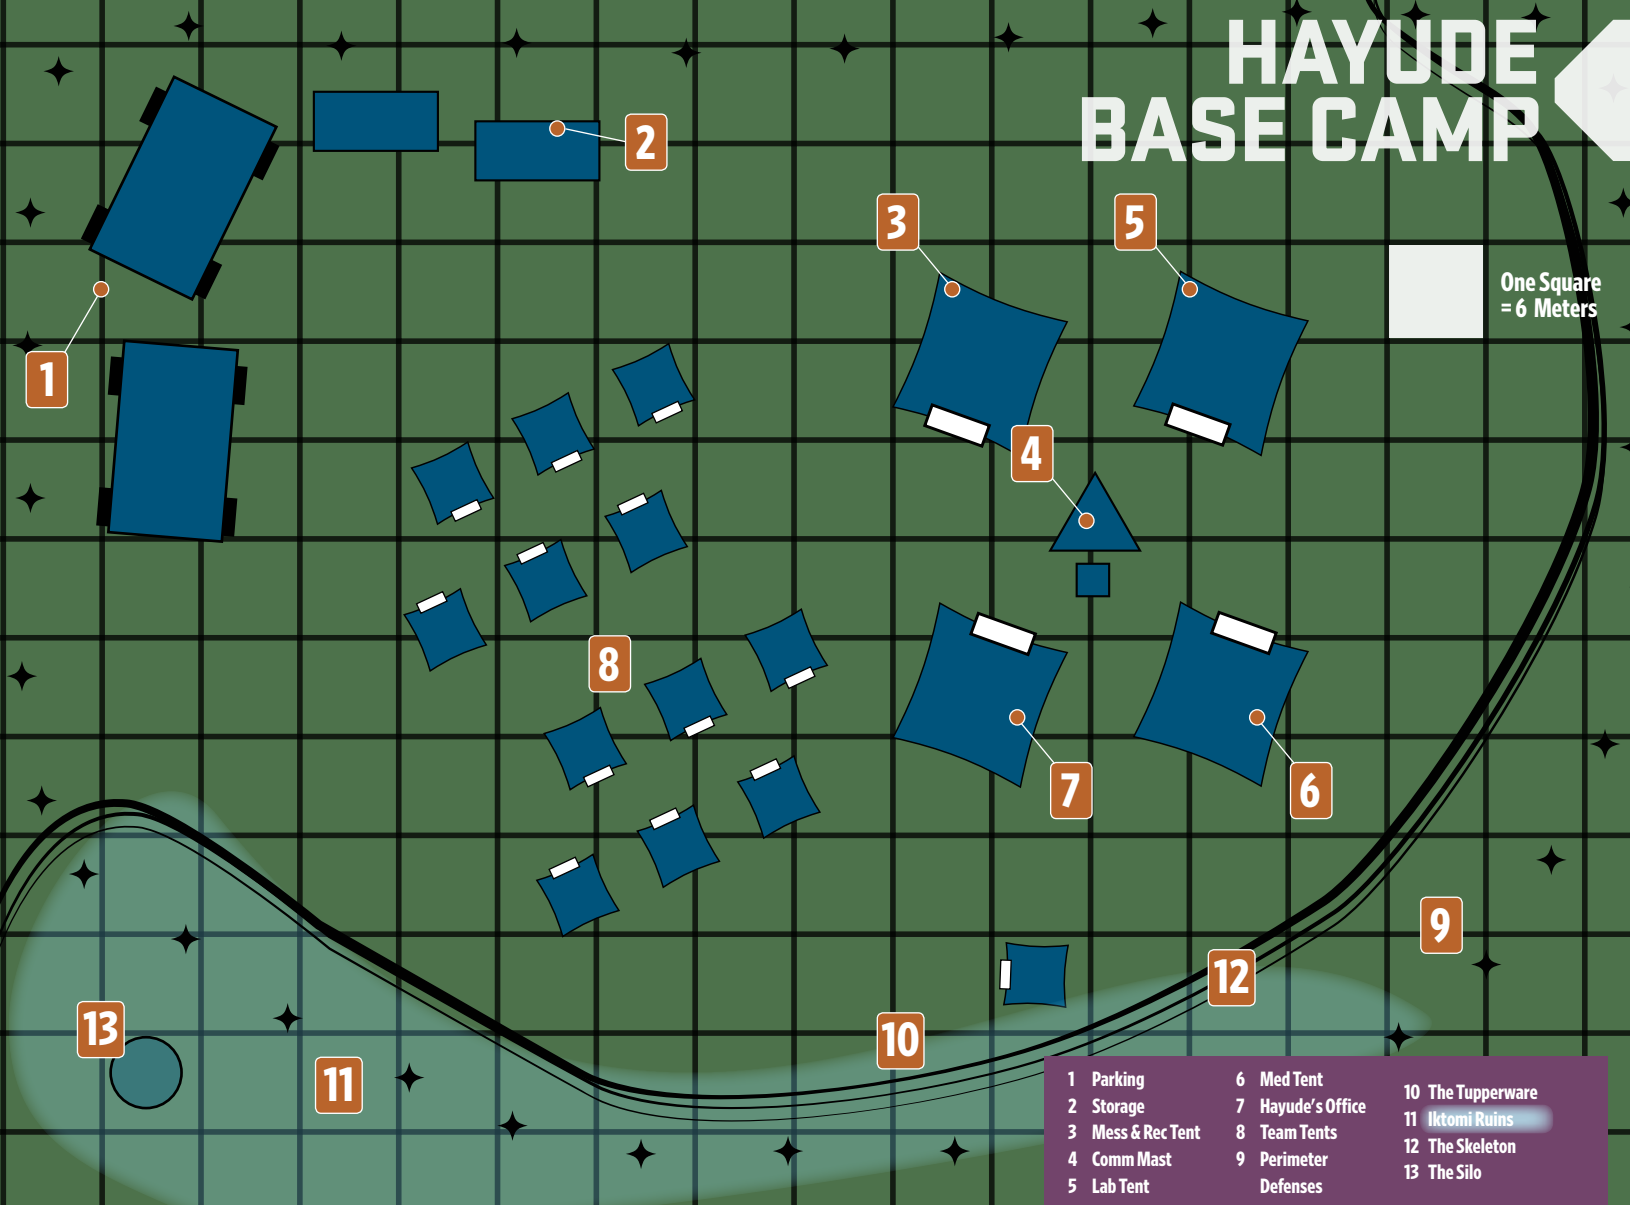 HAYUDE
BASE CAMP
2
3
5
One Square
= 6 Meters
1
4
8
7
6
9
12
13
10
11
1 Parking
2 Storage
3 Mess & Rec Tent
4 Comm Mast
5 Lab Tent
6 Med Tent
7 Hayude's Office
8 Team Tents
9 Perimeter
Defenses
10 The Tupperware
11 Iktomi Ruins
12 The Skeleton
13 The Silo